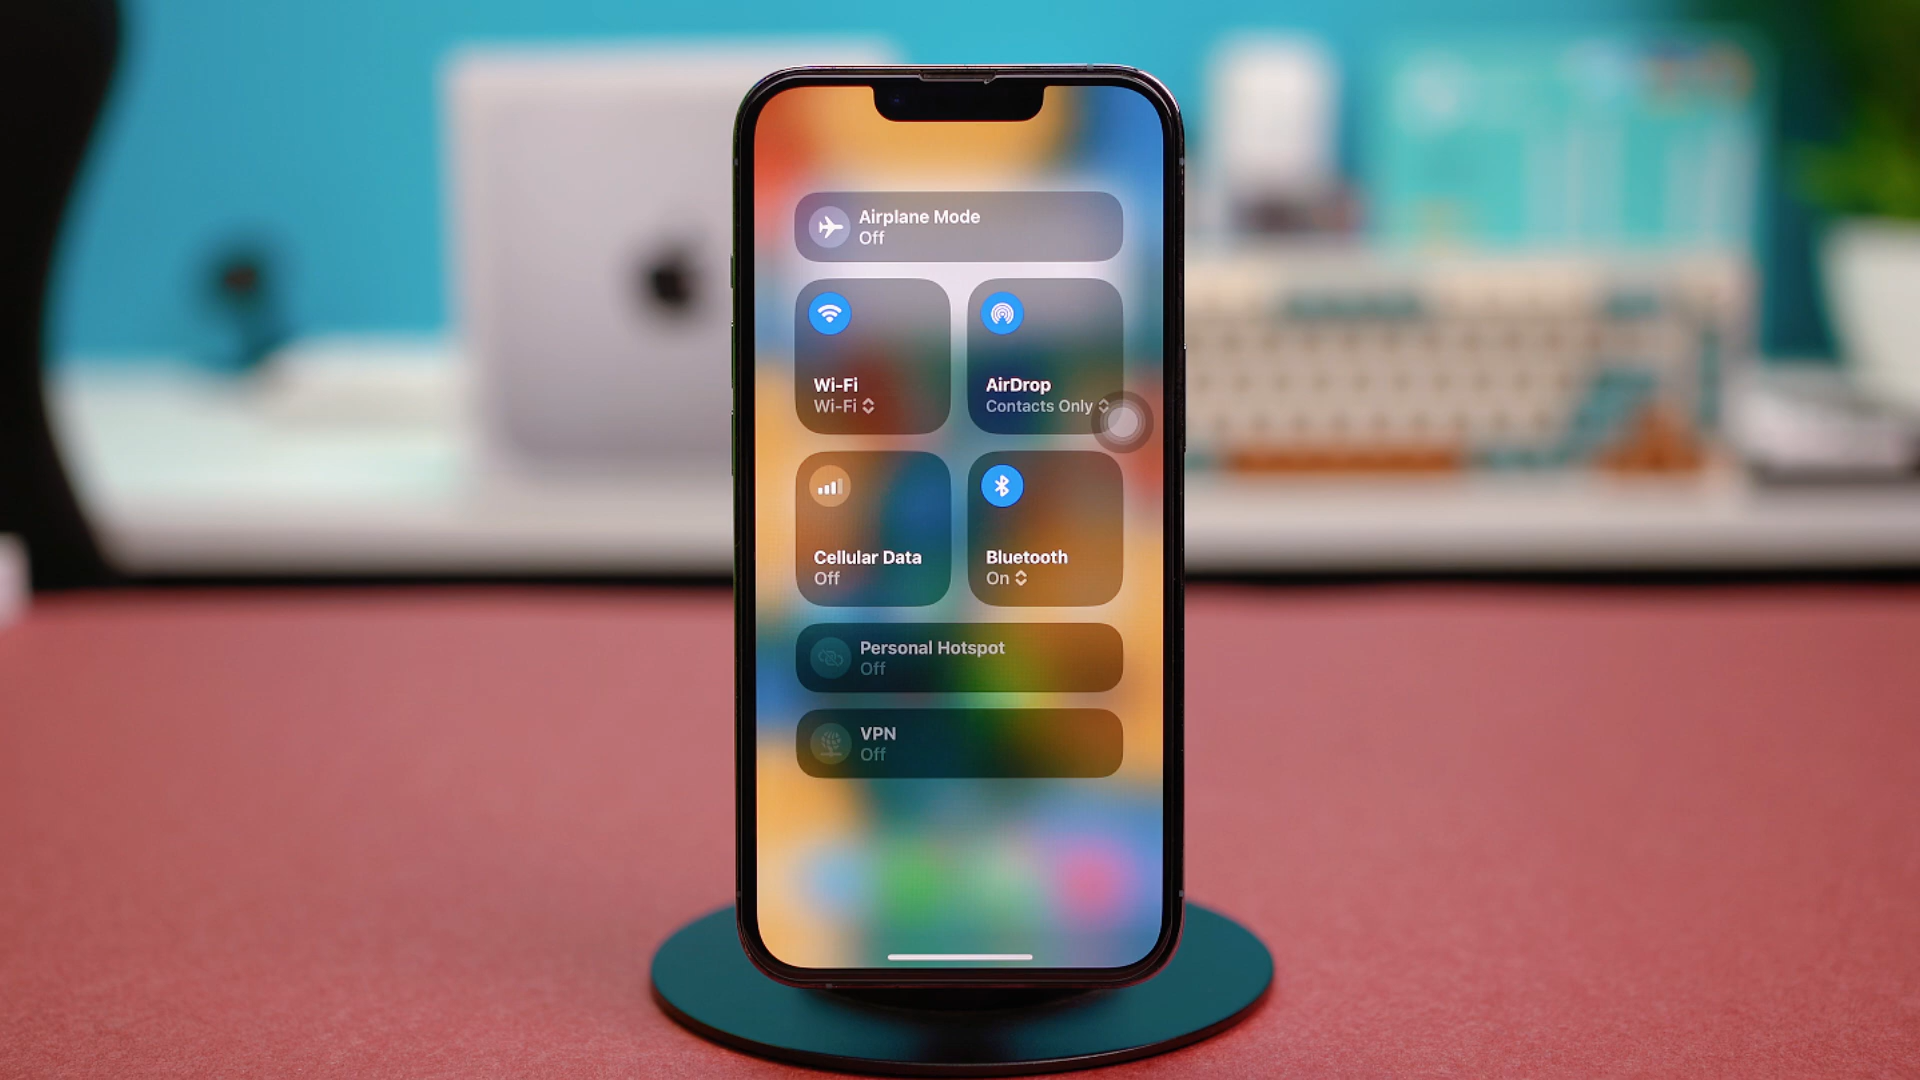 Airplane Mode
Off
Wi-Fi
Wi-Fi
AirDrop
Contacts Only
Cellular Data
Off
Bluetooth
On
Personal Hotspot
Off
VPN
Off